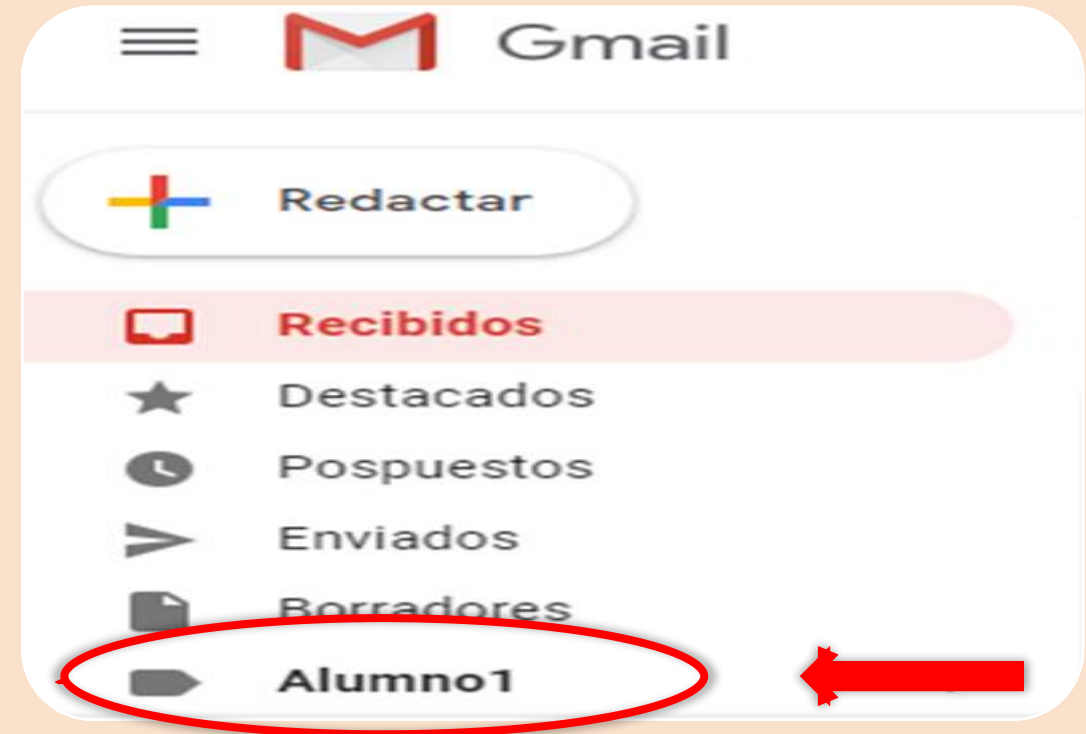 Gmail
Redactar
Recibidos
Destacados
Pospuestos
Enviados
Borradores
Alumno1